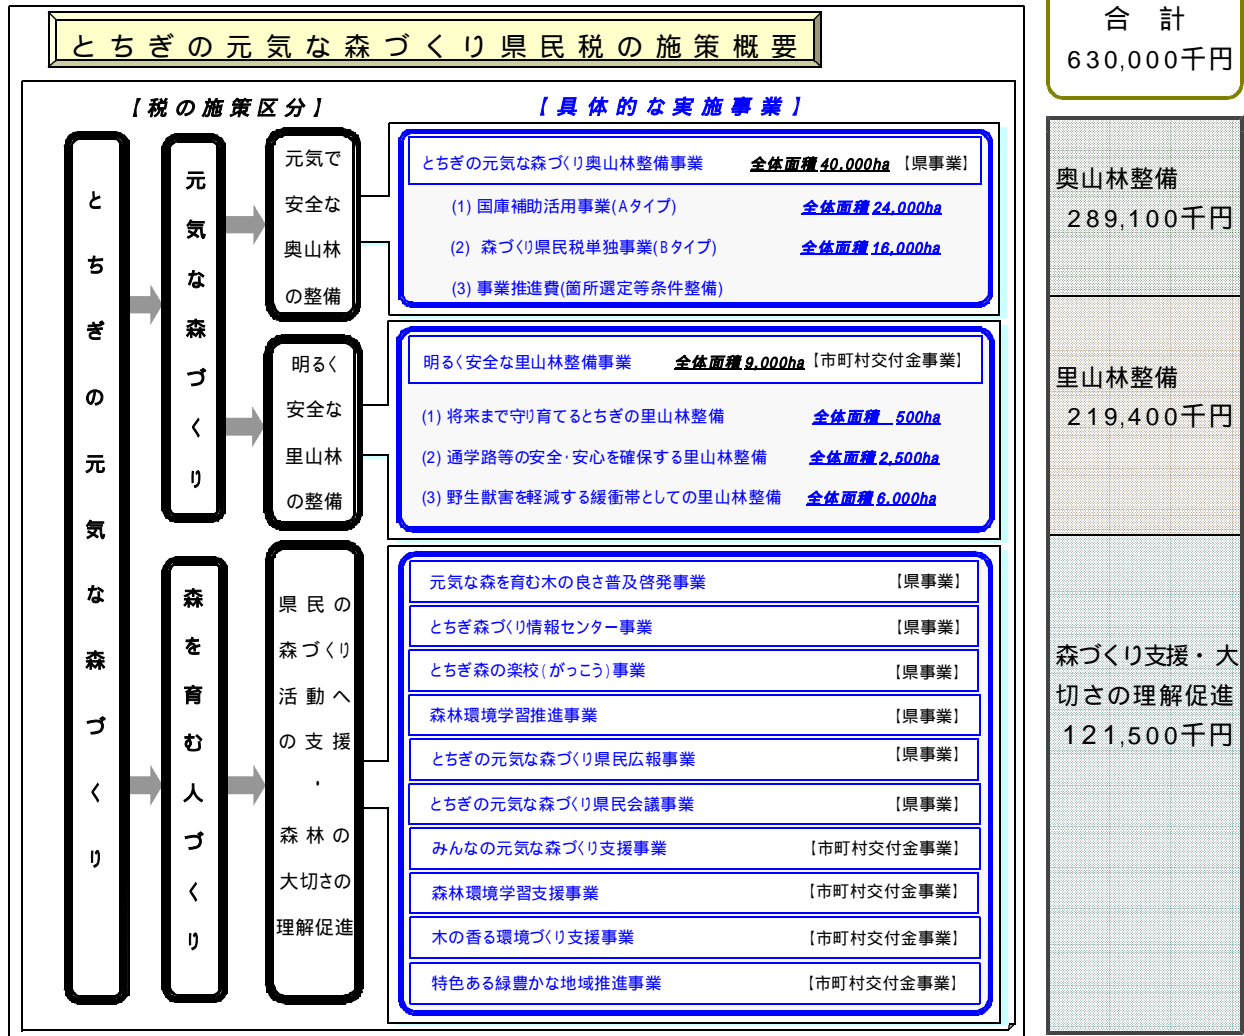 とちぎの元気な森づくり県民税の施策概要
合 計
630,000千円
【税の施策区分】
【具体的な実施事業】
とちぎの元気な森づくり
元気な森づくり
元気で
安全な
奥山林
の整備
とちぎの元気な森づくり奥山林整備事業 全体面積 40,000ha 【県事業】
(1) 国庫補助活用事業(Aタイプ) 全体面積 24,000ha
(2) 森づくり県民税単独事業(Bタイプ) 全体面積 16,000ha
(3) 事業推進費(箇所選定等条件整備)
奥山林整備
289,100千円
明るく
安全な
里山林
の整備
明るく安全な里山林整備事業 全体面積 9,000ha 【市町村交付金事業】
(1) 将来まで守り育てるとちぎの里山林整備 全体面積 500ha
(2) 通学路等の安全・安心を確保する里山林整備 全体面積 2,500ha
(3) 野生獣害を軽減する緩衝帯としての里山林整備 全体面積 6,000ha
里山林整備
219,400千円
森を育む人づくり
県民の
森づくり
活動へ
の支援
・
森林の
大切さの
理解促進
元気な森を育む木の良さ普及啓発事業 【県事業】
とちぎ森づくり情報センター事業 【県事業】
とちぎ森の楽校(がっこう)事業 【県事業】
森林環境学習推進事業 【県事業】
とちぎの元気な森づくり県民広報事業 【県事業】
とちぎの元気な森づくり県民会議事業 【県事業】
みんなの元気な森づくり支援事業 【市町村交付金事業】
森林環境学習支援事業 【市町村交付金事業】
木の香る環境づくり支援事業 【市町村交付金事業】
特色ある緑豊かな地域推進事業 【市町村交付金事業】
森づくり支援・大
切さの理解促進
121,500千円